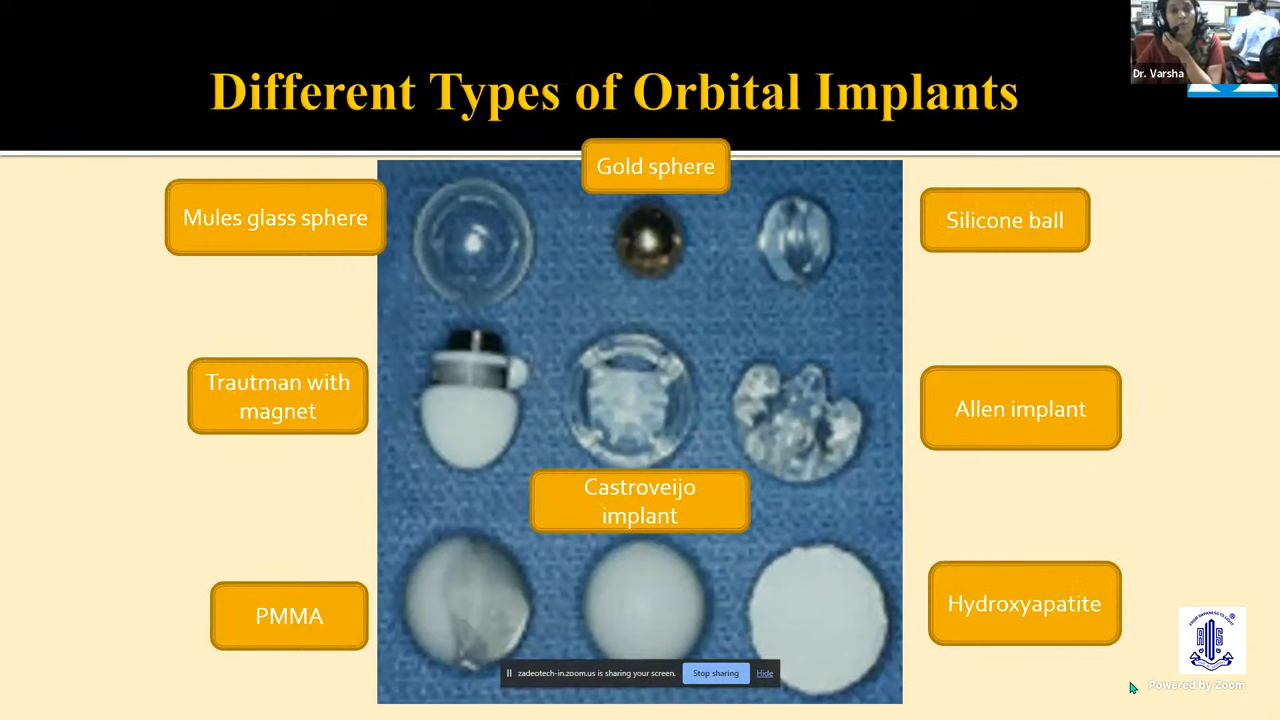 Dr. Varsha
Different Types of Orbital Implants
Gold sphere
Mules glass sphere
Silicone ball
Trautman with
magnet
Allen implant
Castroveijo
implant
PMMA
Hydroxyapatite
zadeotech-in.zoom.us is sharing your screen.
Stop sharing
Hide
Powered by Zoom